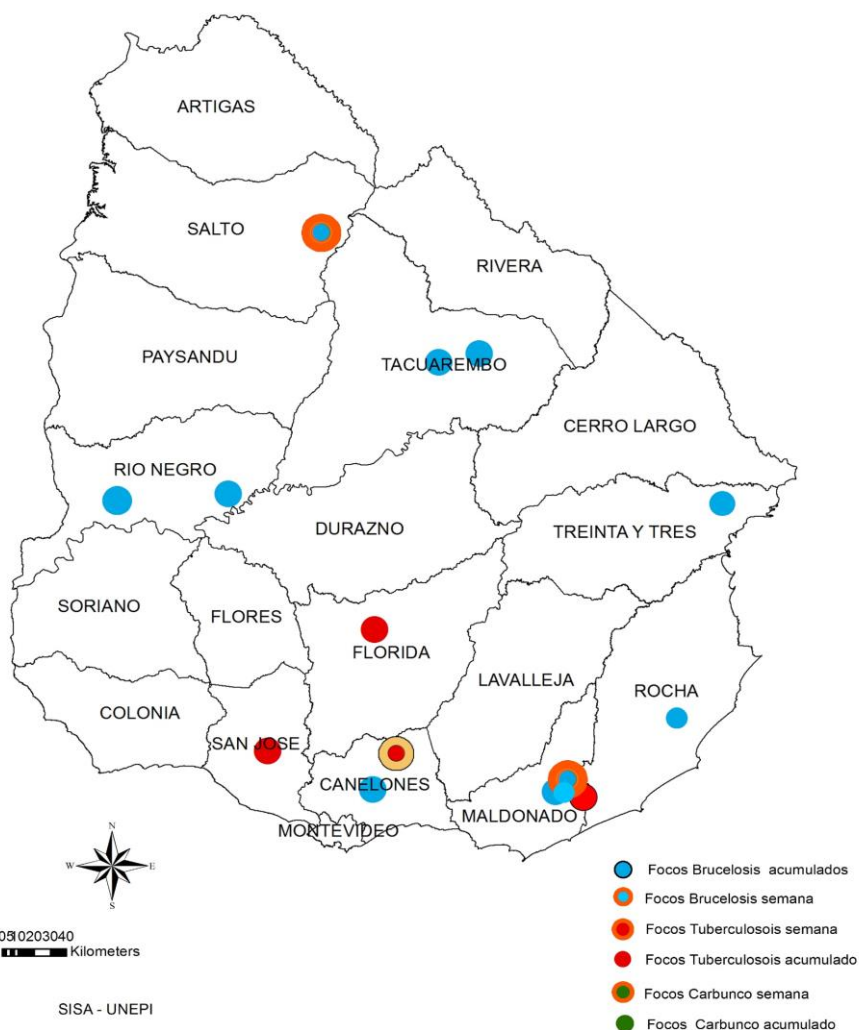 ARTIGAS
SALTO
RIVERA
PAYSANDU
TACUAREMBO
CERRO LARGO
RIO NEGRO
DURAZNO
TREINTA Y TRES
SORIANO
FLORES
FLORIDA
LAVALLEJA
ROCHA
COLONIA
SAN JOSE
CANELONES
MALDONADO
MONTEVIDEO
N
W E
S
Focos Brucelosis acumulados
Focos Brucelosis semana
Focos Tuberculosois semana
Focos Tuberculosois acumulado
Focos Carbunco semana
Focos Carbunco acumulado
0510203040
Kilometers
SISA - UNEPI